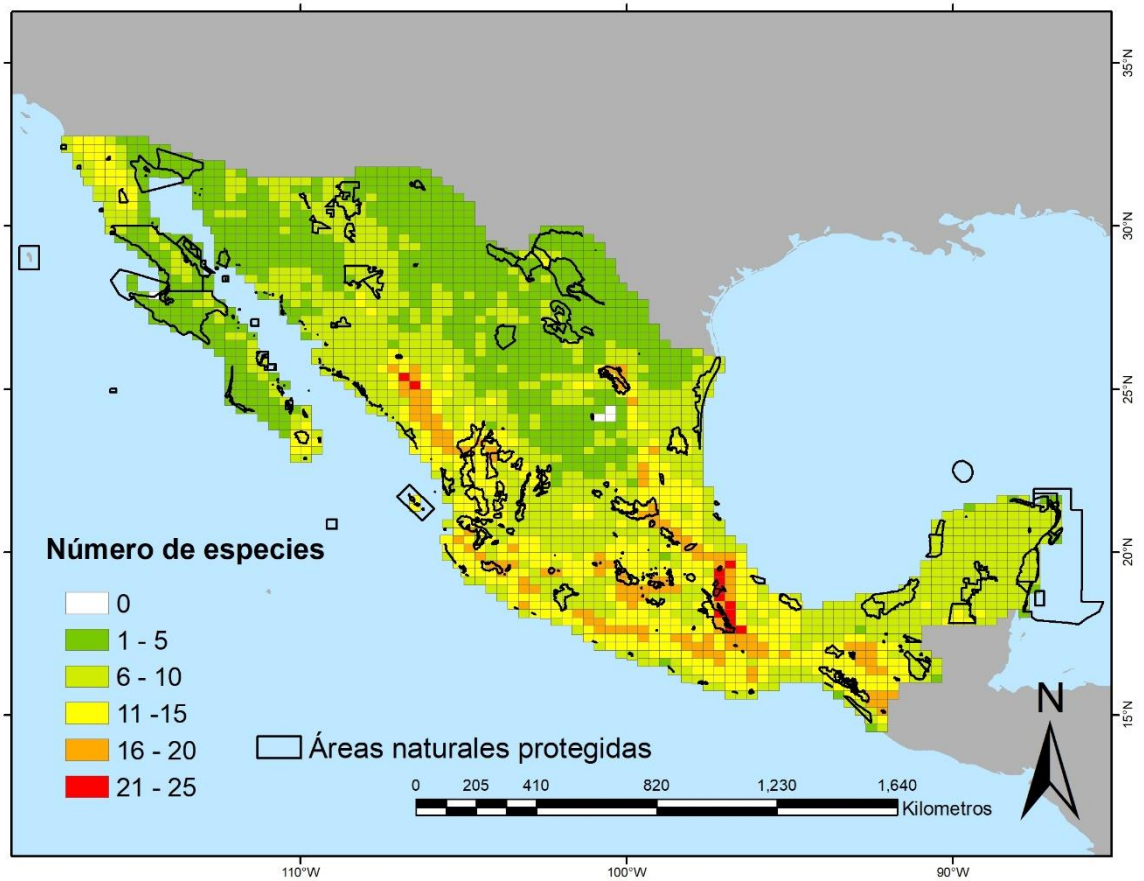 35°N
30°N
25°N
20°N
15°N
Número de especies
0
1 - 5
6 - 10
11 -15
16 - 20
21 - 25
Áreas naturales protegidas
0 205 410 820 1,230 1,640
Kilometros
N
110°W 100°W 90°W